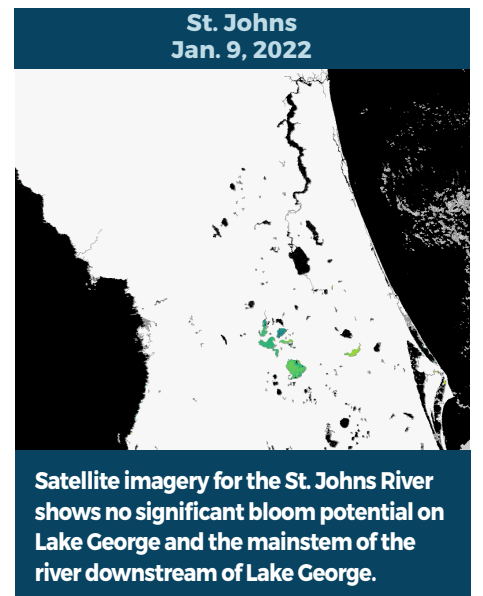 St. Johns
Jan. 9, 2022
Satellite imagery for the St. Johns River
shows no significant bloom potential on
Lake George and the mainstem of the
river downstream of Lake George.